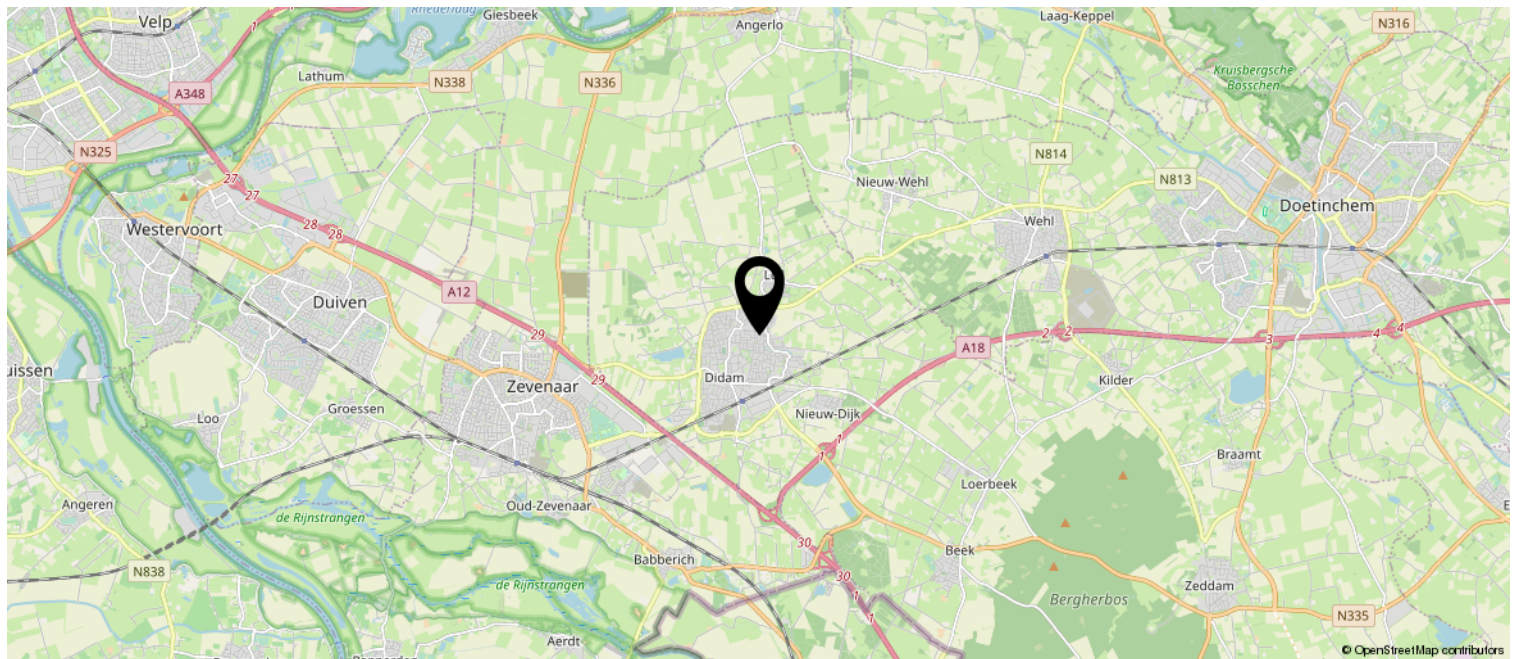 Giesbeek
Laag-Keppel
Velp
Angerlo
N316
1
Kruisbergsche
Bosschen
Lathum
N338
N336
A348
N325
N814
27
27
Nieuw-Wehl
N813
Doetinchem
28
28
Westervoort
Wehl
A12
Duiven
29
2
2
3
4
4
A18
29
Zevenaar
Didam
Kilder
Groessen
Loo
Nieuw-Dijk
1
1
Braamt
Loerbeek
Angeren
Oud-Zevenaar
de Rijnstrangen
30
Beek
Babberich
N838
30
de Rijnstrangen
Zeddam
1
Bergherbos
1
N335
Aerdt
© OpenStreetMap contributors